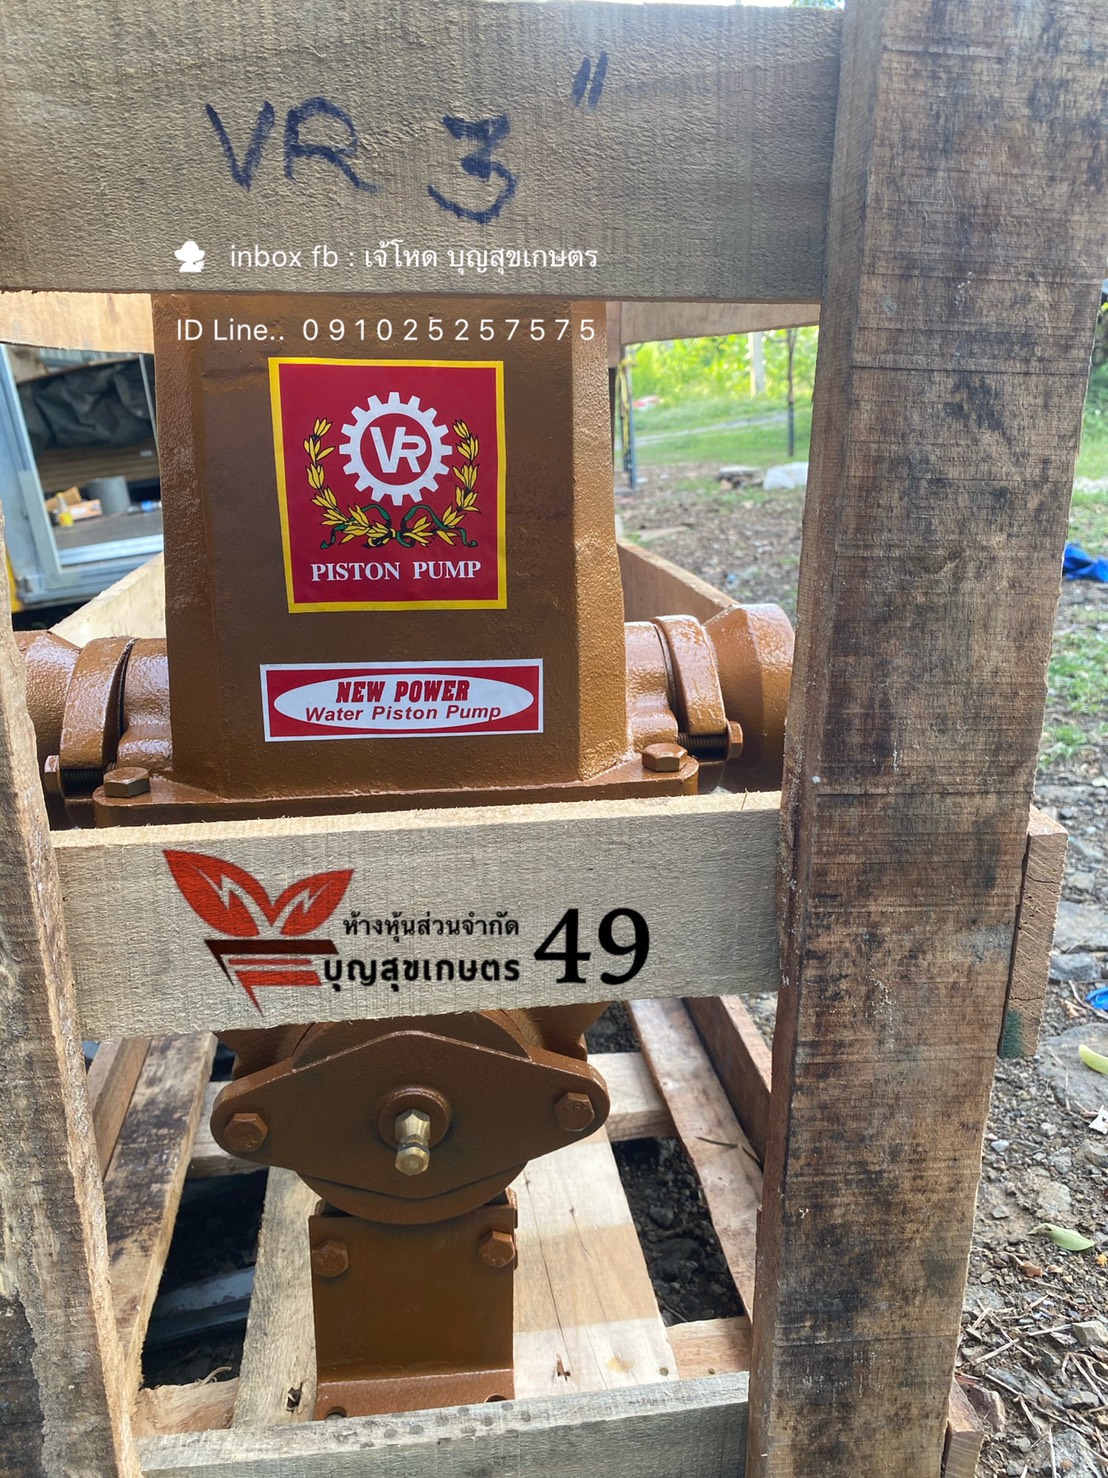 VR 3"
inbox fb : เจ้โหด บุญสุขเกษตร
ID Line.. 091025257575
VR
PISTON PUMP
NEW POWER
Water Piston Pump
ห้างหุ้นส่วนจำกัด
บุญสุขเกษตร 49